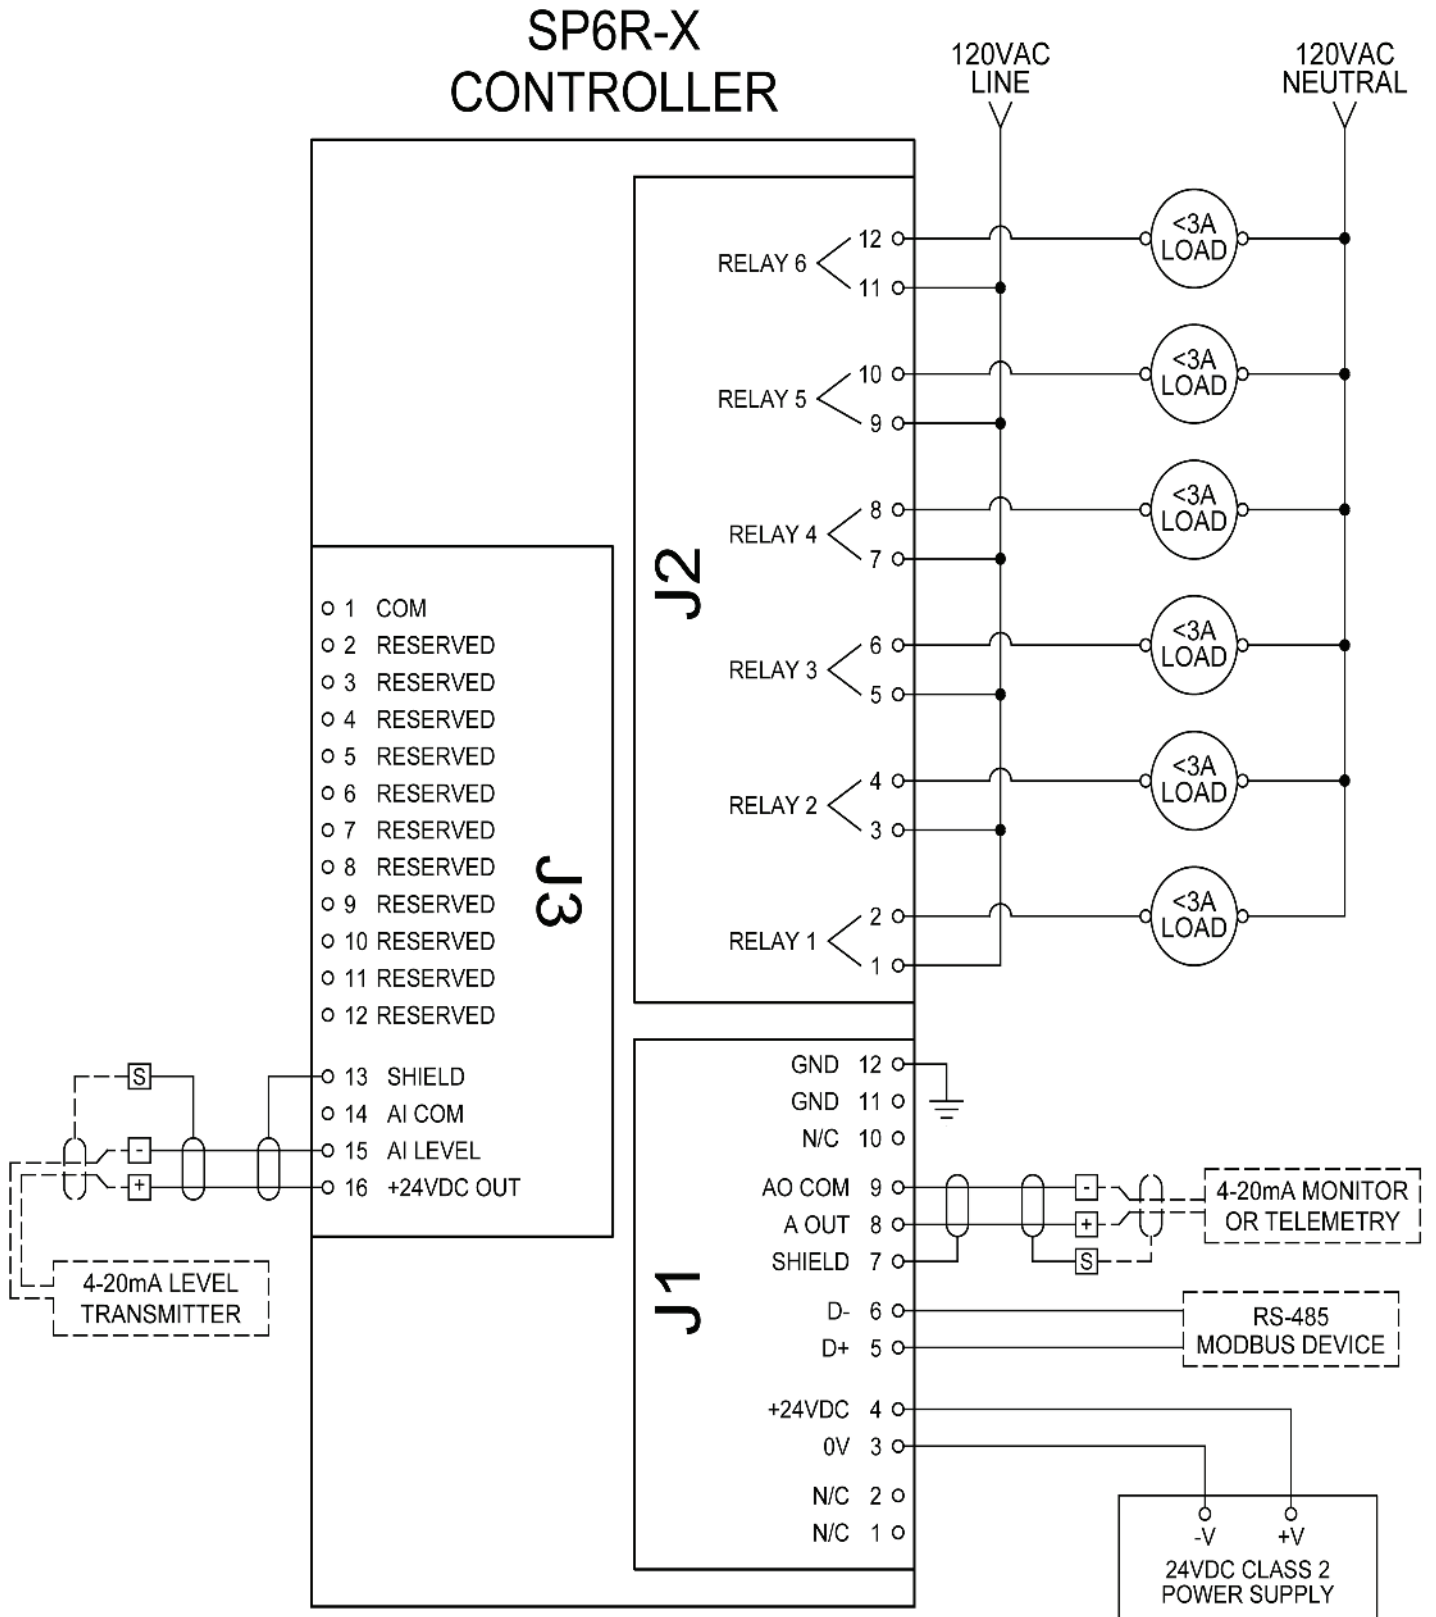 SP6R-X
CONTROLLER
120VAC
LINE
120VAC
NEUTRAL
J2
RELAY 6
12
11
<3A
LOAD
RELAY 5
10
9
<3A
LOAD
RELAY 4
8
7
<3A
LOAD
RELAY 3
6
5
<3A
LOAD
RELAY 2
4
3
<3A
LOAD
RELAY 1
2
1
<3A
LOAD
J3
1 COM
2 RESERVED
3 RESERVED
4 RESERVED
5 RESERVED
6 RESERVED
7 RESERVED
8 RESERVED
9 RESERVED
10 RESERVED
11 RESERVED
12 RESERVED
S
13 SHIELD
14 AI COM
-
15 AI LEVEL
+
16 +24VDC OUT
4-20mA LEVEL
TRANSMITTER
J1
GND 12
GND 11
N/C 10
AO COM 9
-
A OUT 8
+
SHIELD 7
S
4-20mA MONITOR
OR TELEMETRY
D- 6
D+ 5
RS-485
MODBUS DEVICE
+24VDC 4
0V 3
N/C 2
N/C 1
-V +V
24VDC CLASS 2
POWER SUPPLY